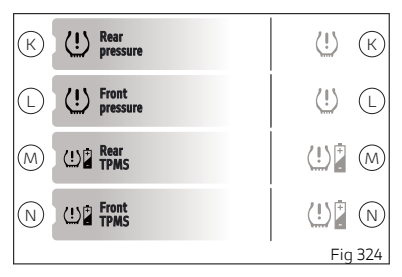 K Rear pressure K
L Front pressure L
M Rear TPMS M
N Front TPMS N
Fig 324